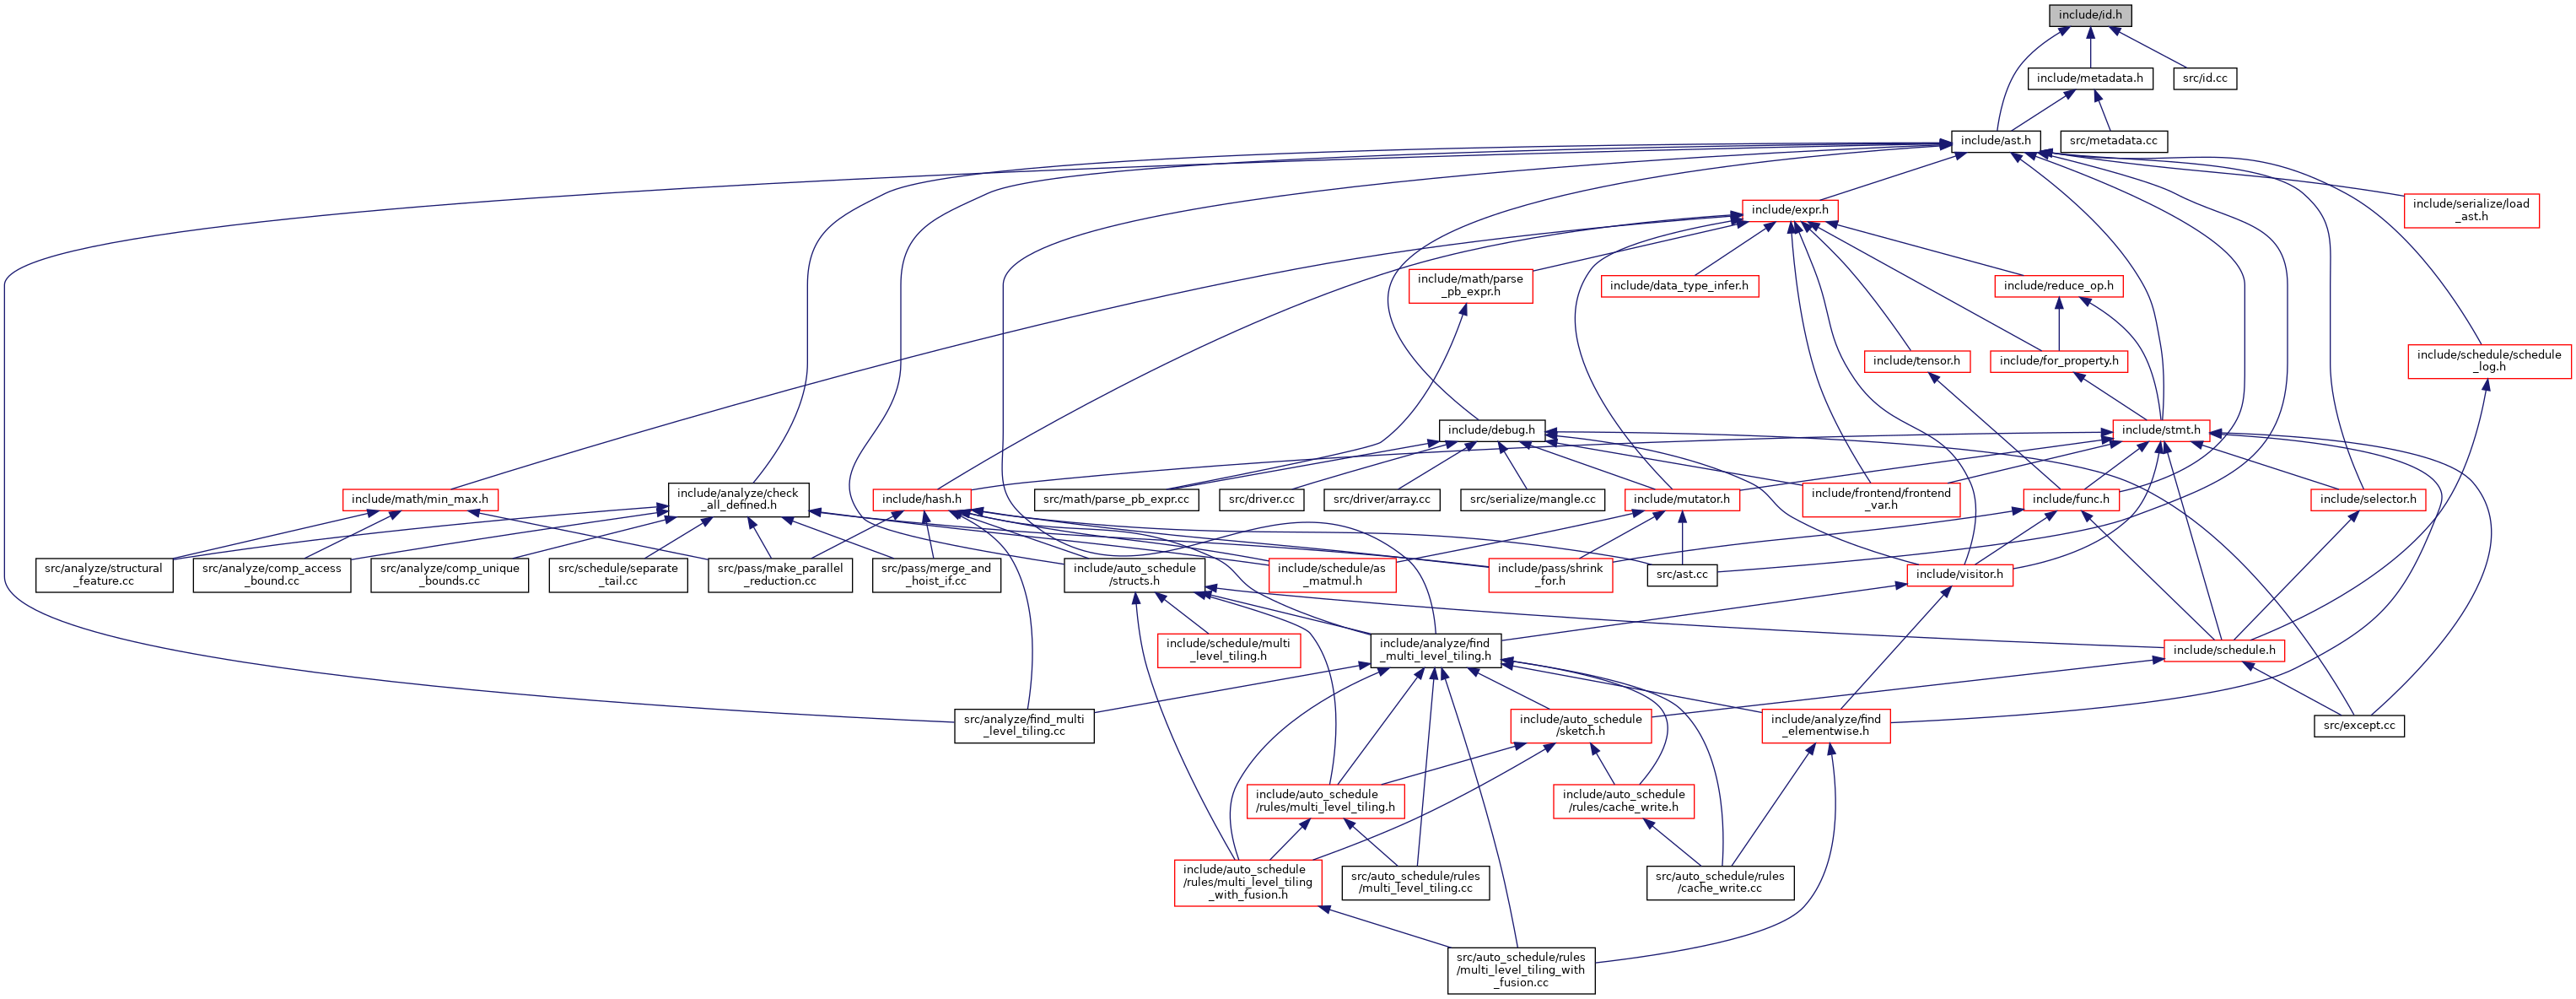 include/id.h
include/metadata.h
src/id.cc
include/ast.h
src/metadata.cc
include/expr.h
include/serialize/load
_ast.h
include/math/parse
_pb_expr.h
include/data_type_infer.h
include/reduce_op.h
include/tensor.h
include/for_property.h
include/schedule/schedule
_log.h
include/debug.h
include/stmt.h
include/math/min_max.h
include/analyze/check
_all_defined.h
include/hash.h
src/math/parse_pb_expr.cc
src/driver.cc
src/driver/array.cc
src/serialize/mangle.cc
include/mutator.h
include/frontend/frontend
_var.h
include/func.h
include/selector.h
src/analyze/structural
_feature.cc
src/analyze/comp_access
_bound.cc
src/analyze/comp_unique
_bounds.cc
src/schedule/separate
_tail.cc
src/pass/make_parallel
_reduction.cc
src/pass/merge_and
_hoist_if.cc
include/auto_schedule
/structs.h
include/schedule/as
_matmul.h
include/pass/shrink
_for.h
src/ast.cc
include/visitor.h
include/schedule/multi
_level_tiling.h
include/analyze/find
_multi_level_tiling.h
include/schedule.h
src/analyze/find_multi
_level_tiling.cc
include/auto_schedule
/sketch.h
include/analyze/find
_elementwise.h
src/except.cc
include/auto_schedule
/rules/multi_level_tiling.h
include/auto_schedule
/rules/cache_write.h
include/auto_schedule
/rules/multi_level_tiling
_with_fusion.h
src/auto_schedule/rules
/multi_level_tiling.cc
src/auto_schedule/rules
/cache_write.cc
src/auto_schedule/rules
/multi_level_tiling_with
_fusion.cc